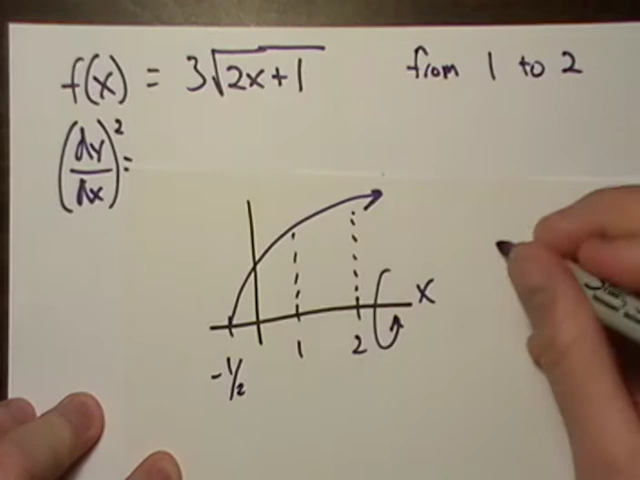 f(x) = 3√(2x+1) from 1 to 2
(dy/dx)² =
x
1 2
-1/2